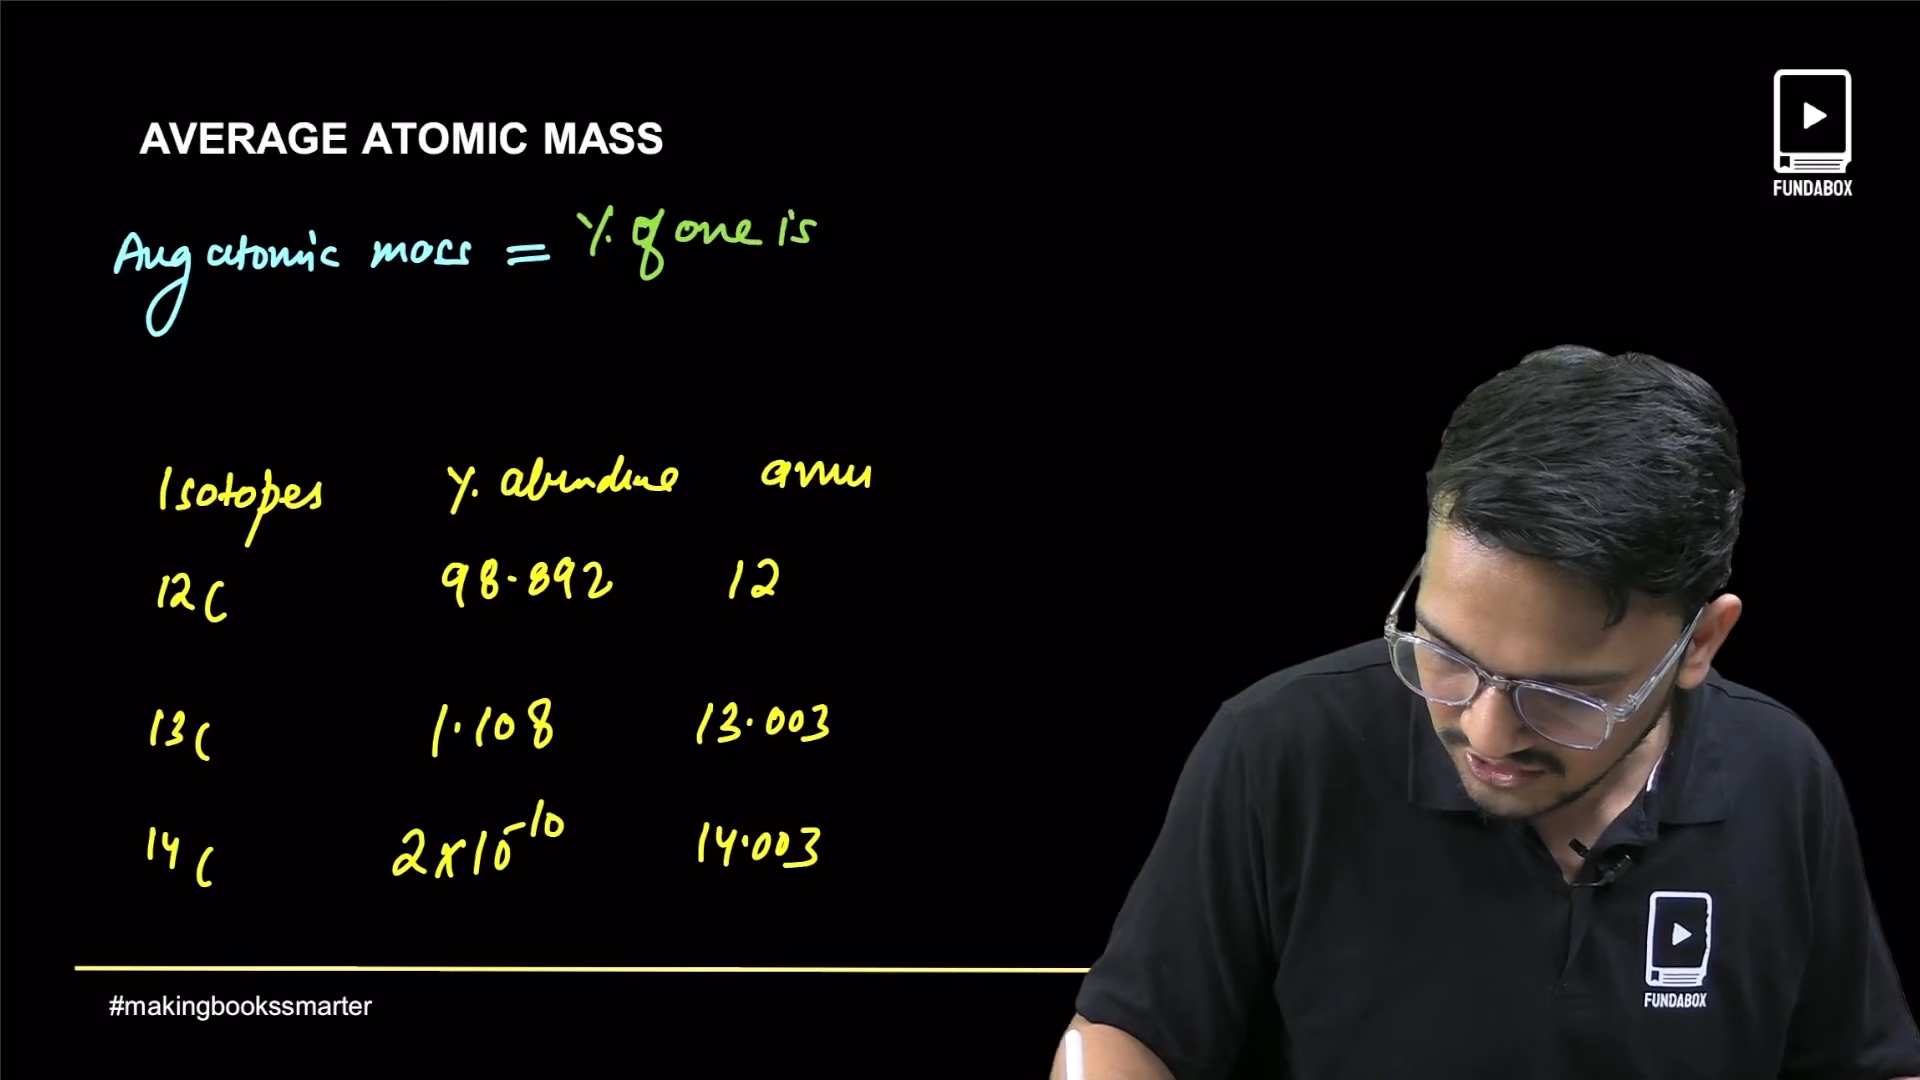 AVERAGE ATOMIC MASS
FUNDABOX
Avg atomic mass = % of one is
Isotopes % abundance amu
12C 98.892 12
13C 1.108 13.003
14C 2x10⁻¹⁰ 14.003
FUNDABOX
#makingbookssmarter